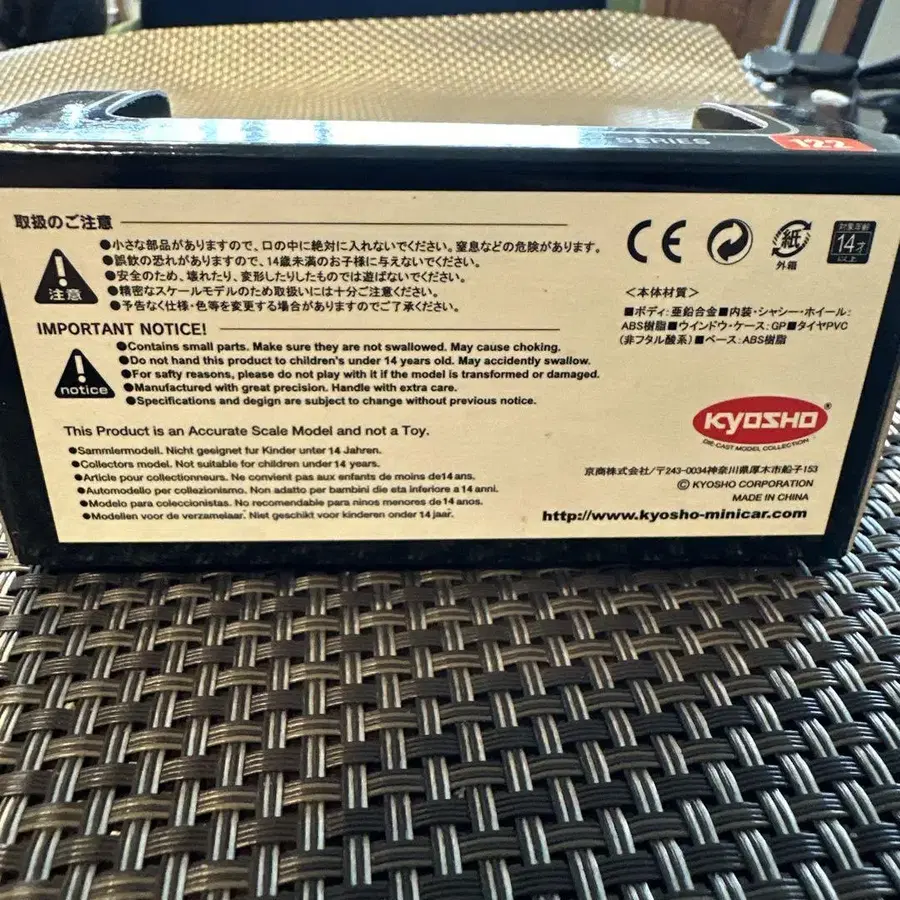 SERIES
122
取扱のご注意
注意
●小さな部品がありますので、口の中に絶対に入れないでください。窒息などの危険があります。
●誤飲の恐れがありますので、14歳未満のお子様に与えないでください。
●安全のため、壊れたり、変形したりしたものでは遊ばないでください。
●精密なスケールモデルのため取扱いには十分ご注意ください。
●予告なく仕様・色等を変更する場合がありますのでご了承ください。
IMPORTANT NOTICE!
notice
●Contains small parts. Make sure they are not swallowed. May cause choking.
●Do not hand this product to children's under 14 years old. May accidently swallow.
●For safty reasons, please do not play with it if the model is transformed or damaged.
●Manufactured with great precision. Handle with extra care.
●Specifications and degign are subject to change without previous notice.
This Product is an Accurate Scale Model and not a Toy.
●Sammlermodell. Nicht geeignet fur Kinder unter 14 Jahren.
●Collectors model. Not suitable for children under 14 years.
●Article pour collectionneurs. Ne convient pas aux enfants de moins de14 ans.
●Automodello per collezionismo. Non adatto per bambini die eta inferiore a 14 anni.
●Modelo para coleccionistas. No recomendable para ninos menores de 14 anos.
●Modellen voor de verzamelaar. Niet geschikt voor kinderen onder 14 jaar.
CE
紙
外箱
対象年齢
14才
以上
＜本体材質＞
■ボディ:亜鉛合金■内装・シャシー・ホイール:
ABS樹脂■ウインドウ・ケース:GP■タイヤPVC
(非フタル酸系)■ベース:ABS樹脂
KYOSHO®
DIE-CAST MODEL COLLECTION
京商株式会社/〒243-0034神奈川県厚木市船子153
© KYOSHO CORPORATION
MADE IN CHINA
http://www.kyosho-minicar.com